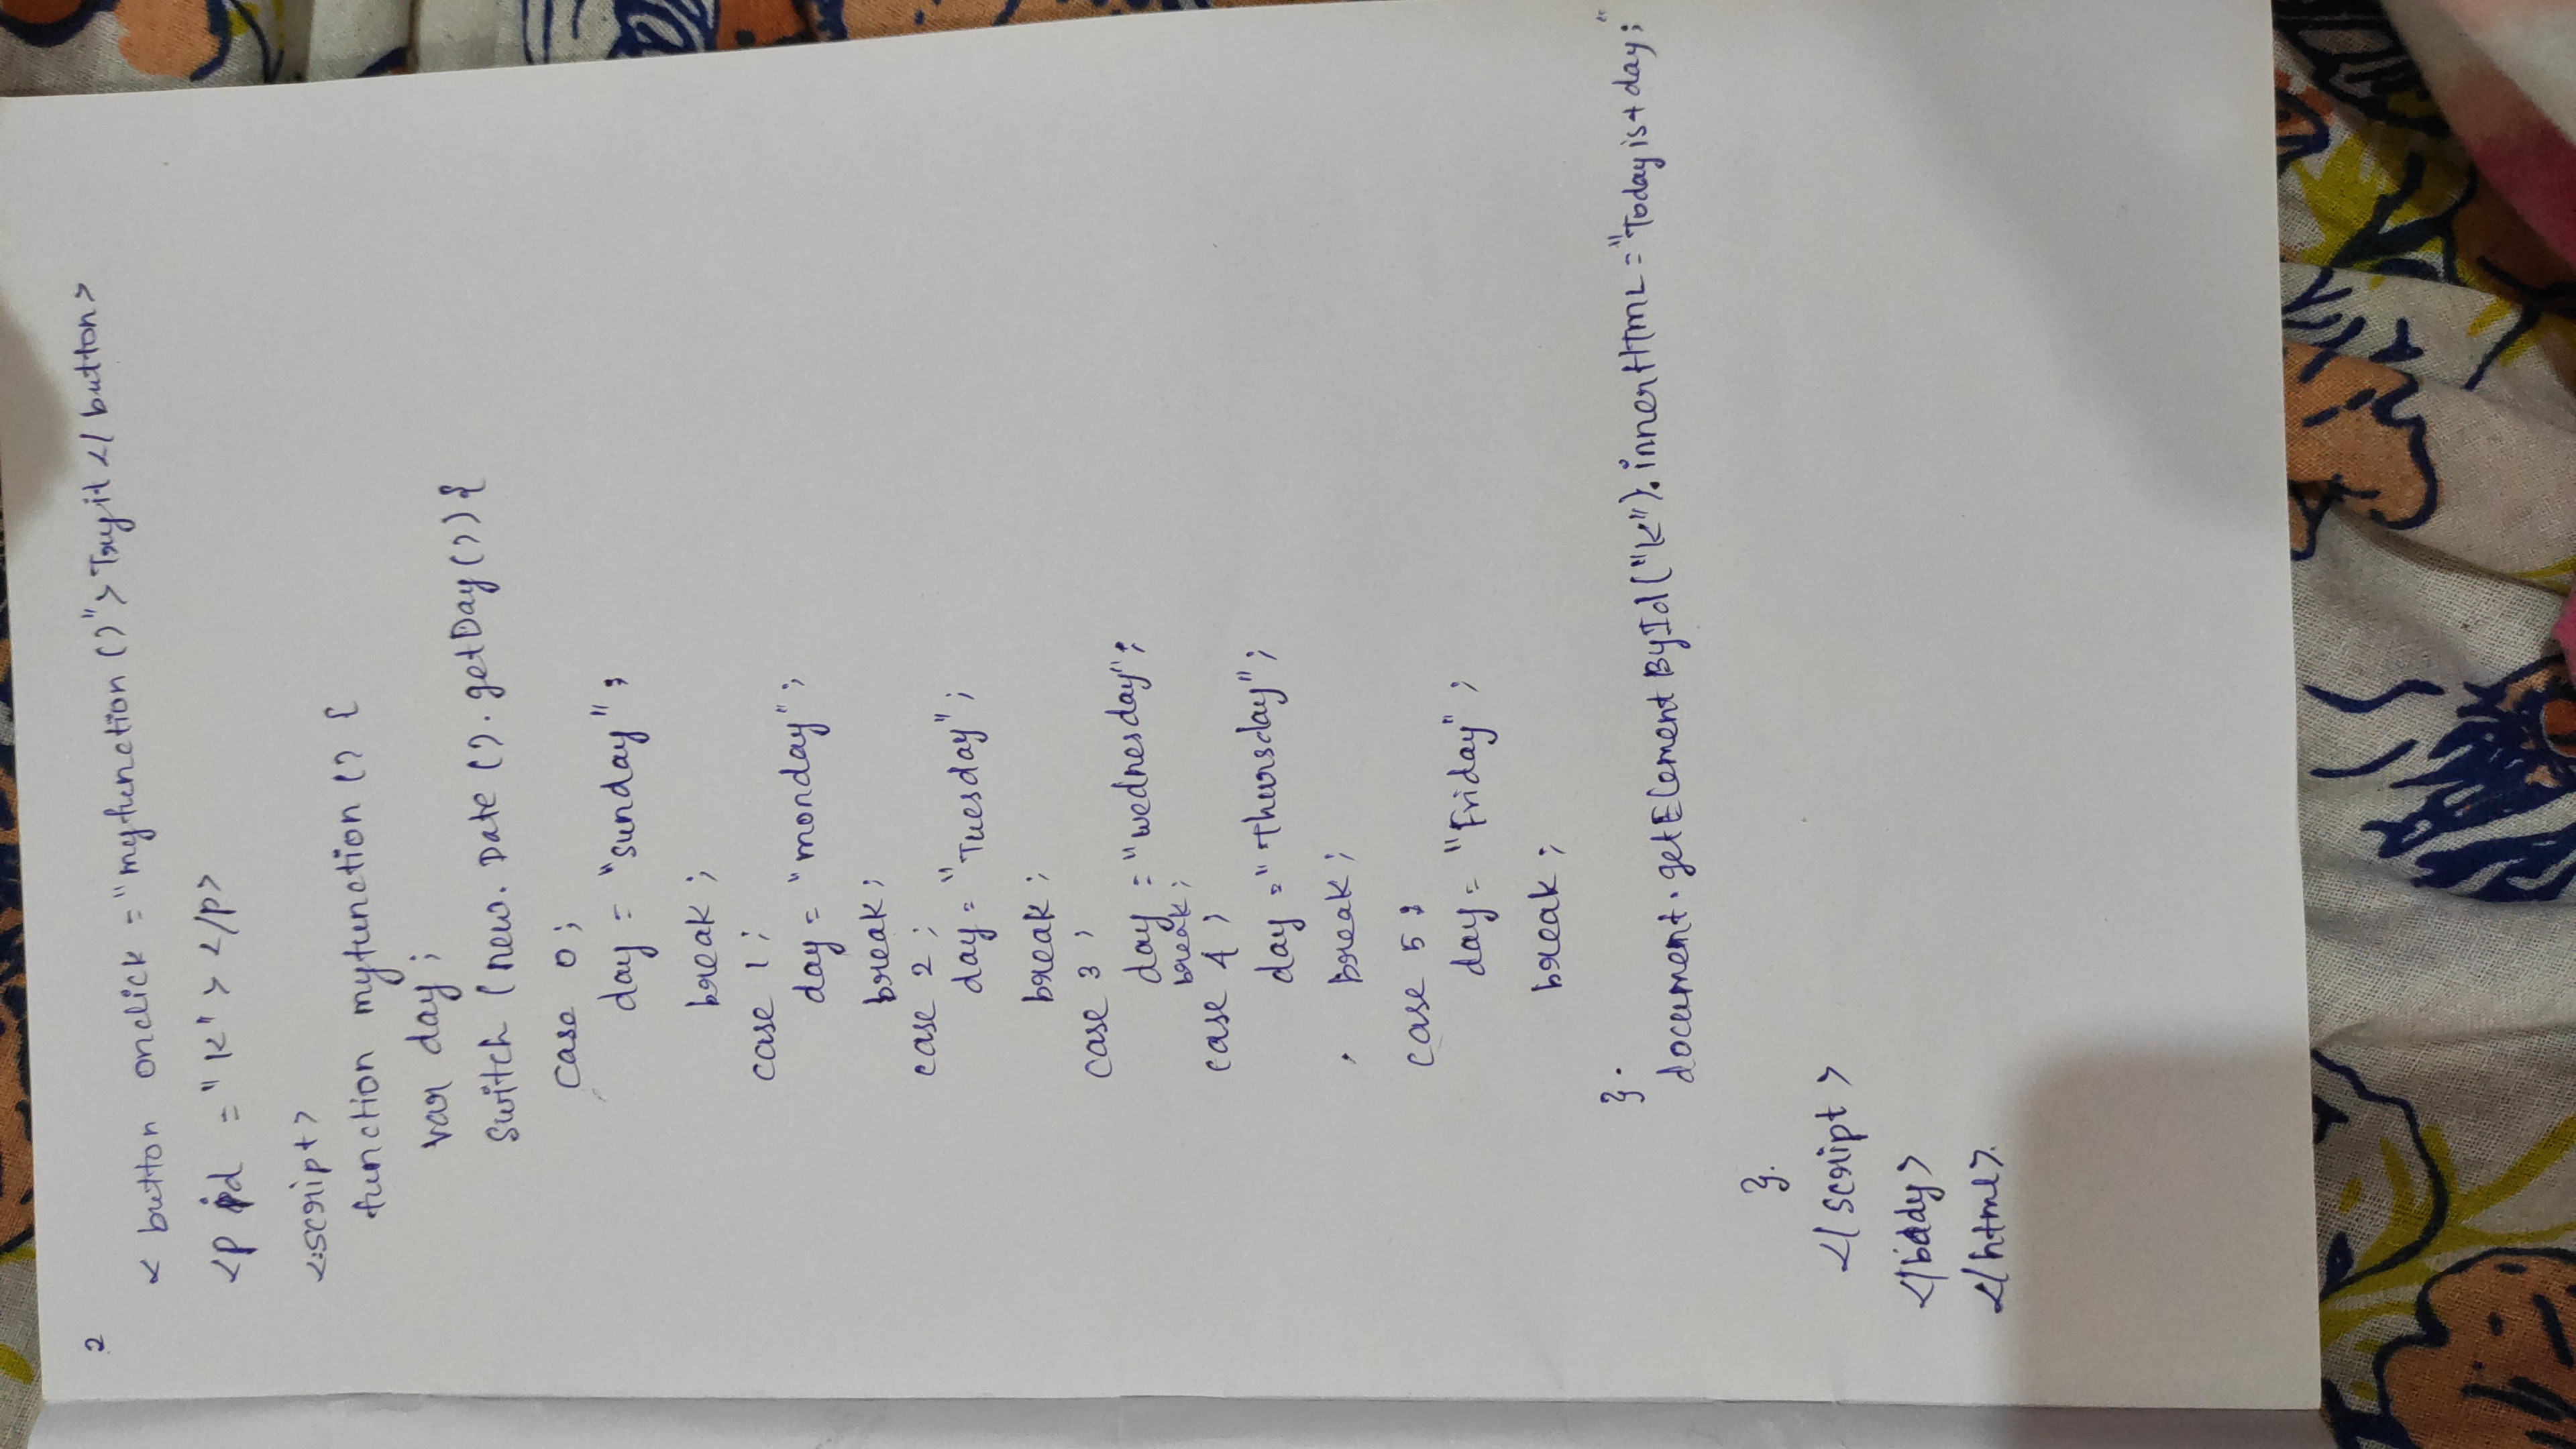 2
< button onclick = "myfunction ()"> Try it </ button>
<p id = "K" > </p>
<script>
function myfunction () {
var day ;
Switch (new. Date (). getDay ()) {
Case 0 ;
day = "sunday" ;
break ;
case 1 ;
day = "monday" ;
break ;
case 2 ;
day = "Tuesday" ;
break ;
case 3 ;
day = "wednesday" ;
break ;
case 4 ;
day = "Thursday" ;
Break ;
case 5 :
day = "Friday" ;
break ;
} .
document . getElementById ("K"). innerHTML = "Today is + day ; "
} .
</ script >
</body>
</html>.